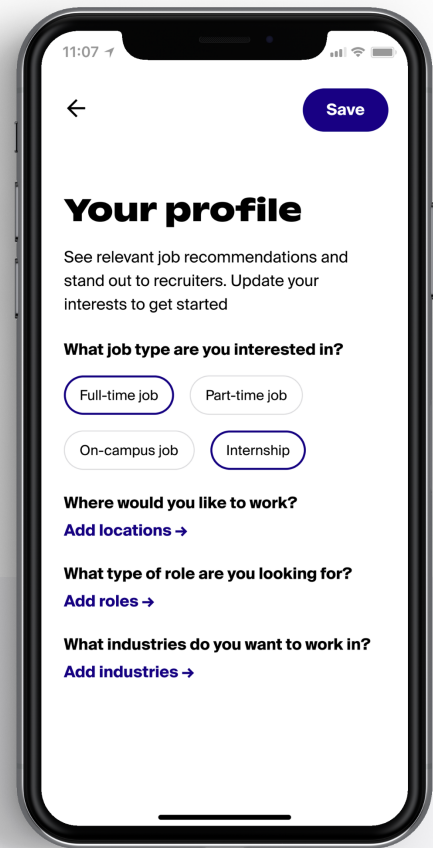 11:07
Save
Your profile
See relevant job recommendations and
stand out to recruiters. Update your
interests to get started
What job type are you interested in?
Full-time job Part-time job
On-campus job Internship
Where would you like to work?
Add locations →
What type of role are you looking for?
Add roles →
What industries do you want to work in?
Add industries →